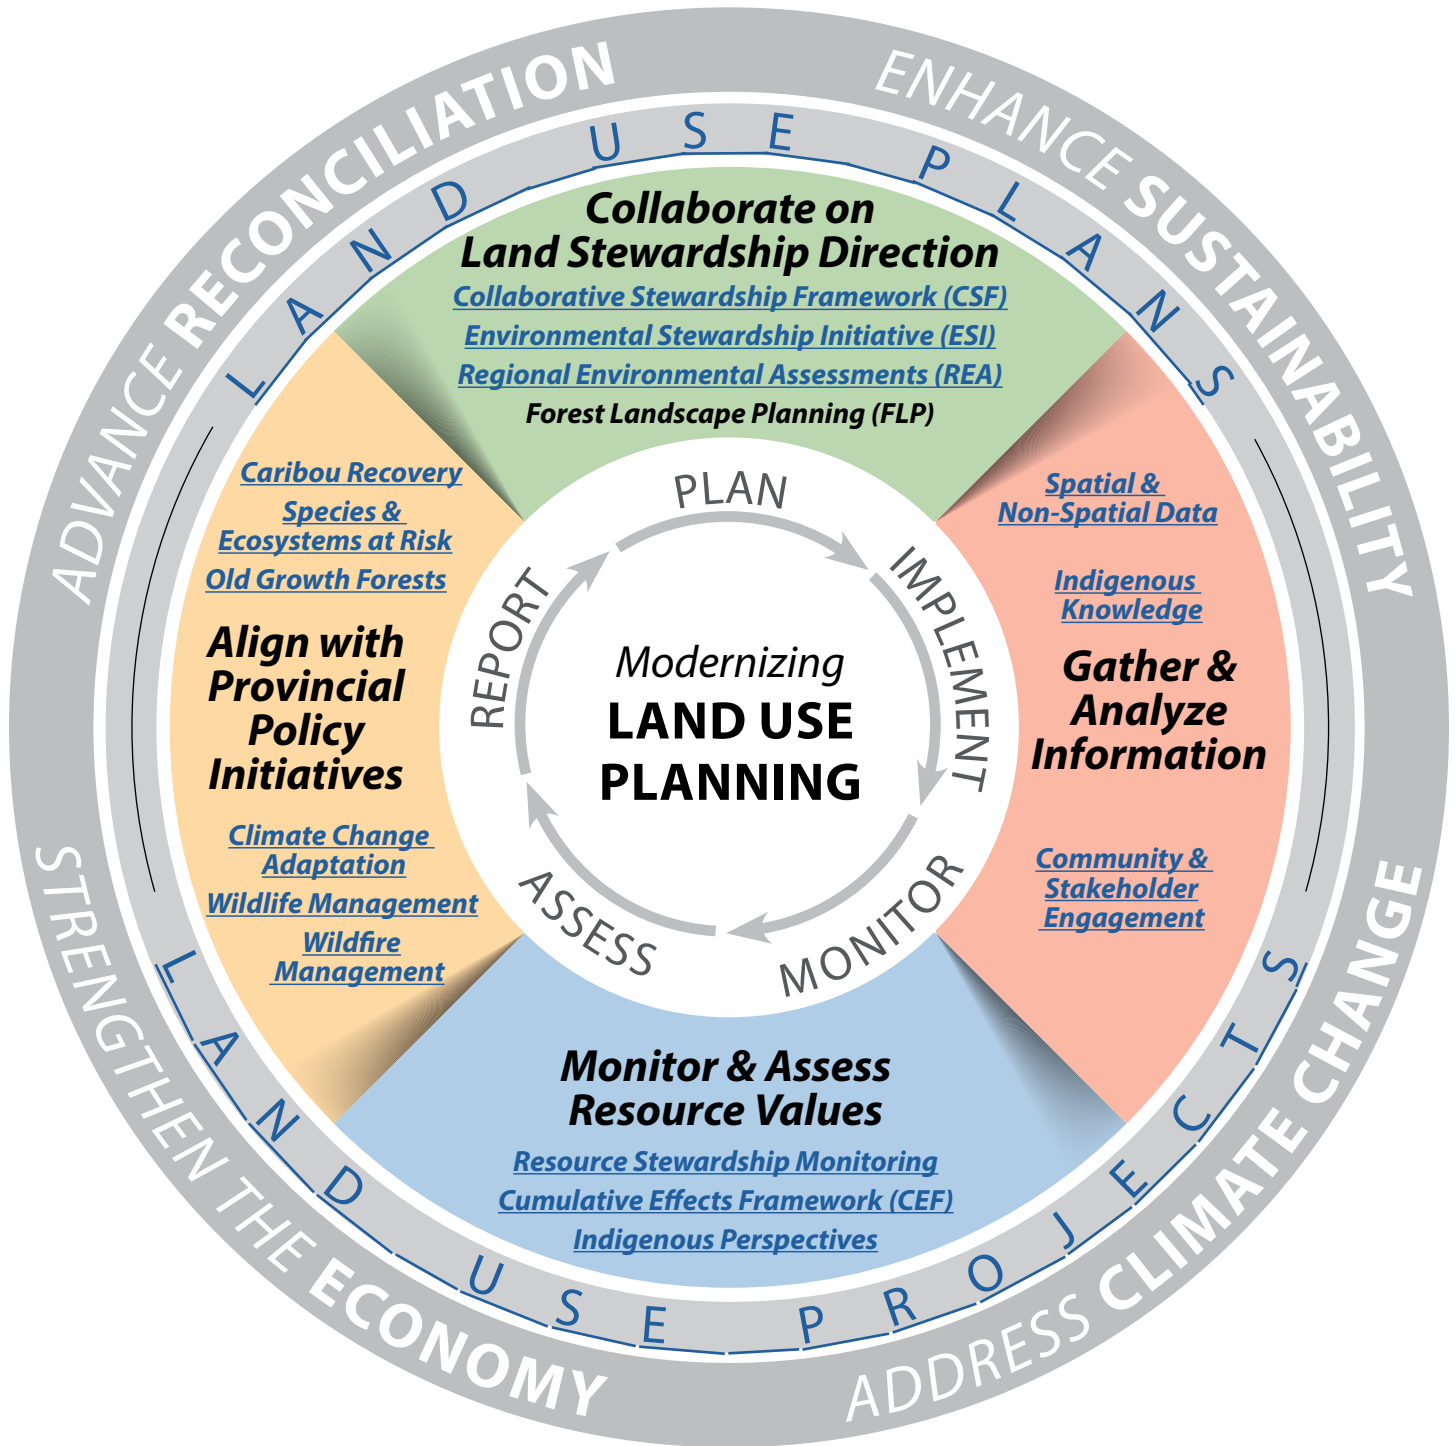 ADVANCE RECONCILIATION
ENHANCE SUSTAINABILITY
LAND USE PLANS
Collaborate on
Land Stewardship Direction
Collaborative Stewardship Framework (CSF)
Environmental Stewardship Initiative (ESI)
Regional Environmental Assessments (REA)
Forest Landscape Planning (FLP)
Caribou Recovery
Species &
Ecosystems at Risk
Old Growth Forests
Align with
Provincial
Policy
Initiatives
Climate Change
Adaptation
Wildlife Management
Wildfire
Management
PLAN
IMPLEMENT
MONITOR
ASSESS
REPORT
Modernizing
LAND USE
PLANNING
Spatial &
Non-Spatial Data
Indigenous
Knowledge
Gather &
Analyze
Information
Community &
Stakeholder
Engagement
Monitor & Assess
Resource Values
Resource Stewardship Monitoring
Cumulative Effects Framework (CEF)
Indigenous Perspectives
LAND USE PROJECTS
STRENGTHEN THE ECONOMY
ADDRESS CLIMATE CHANGE